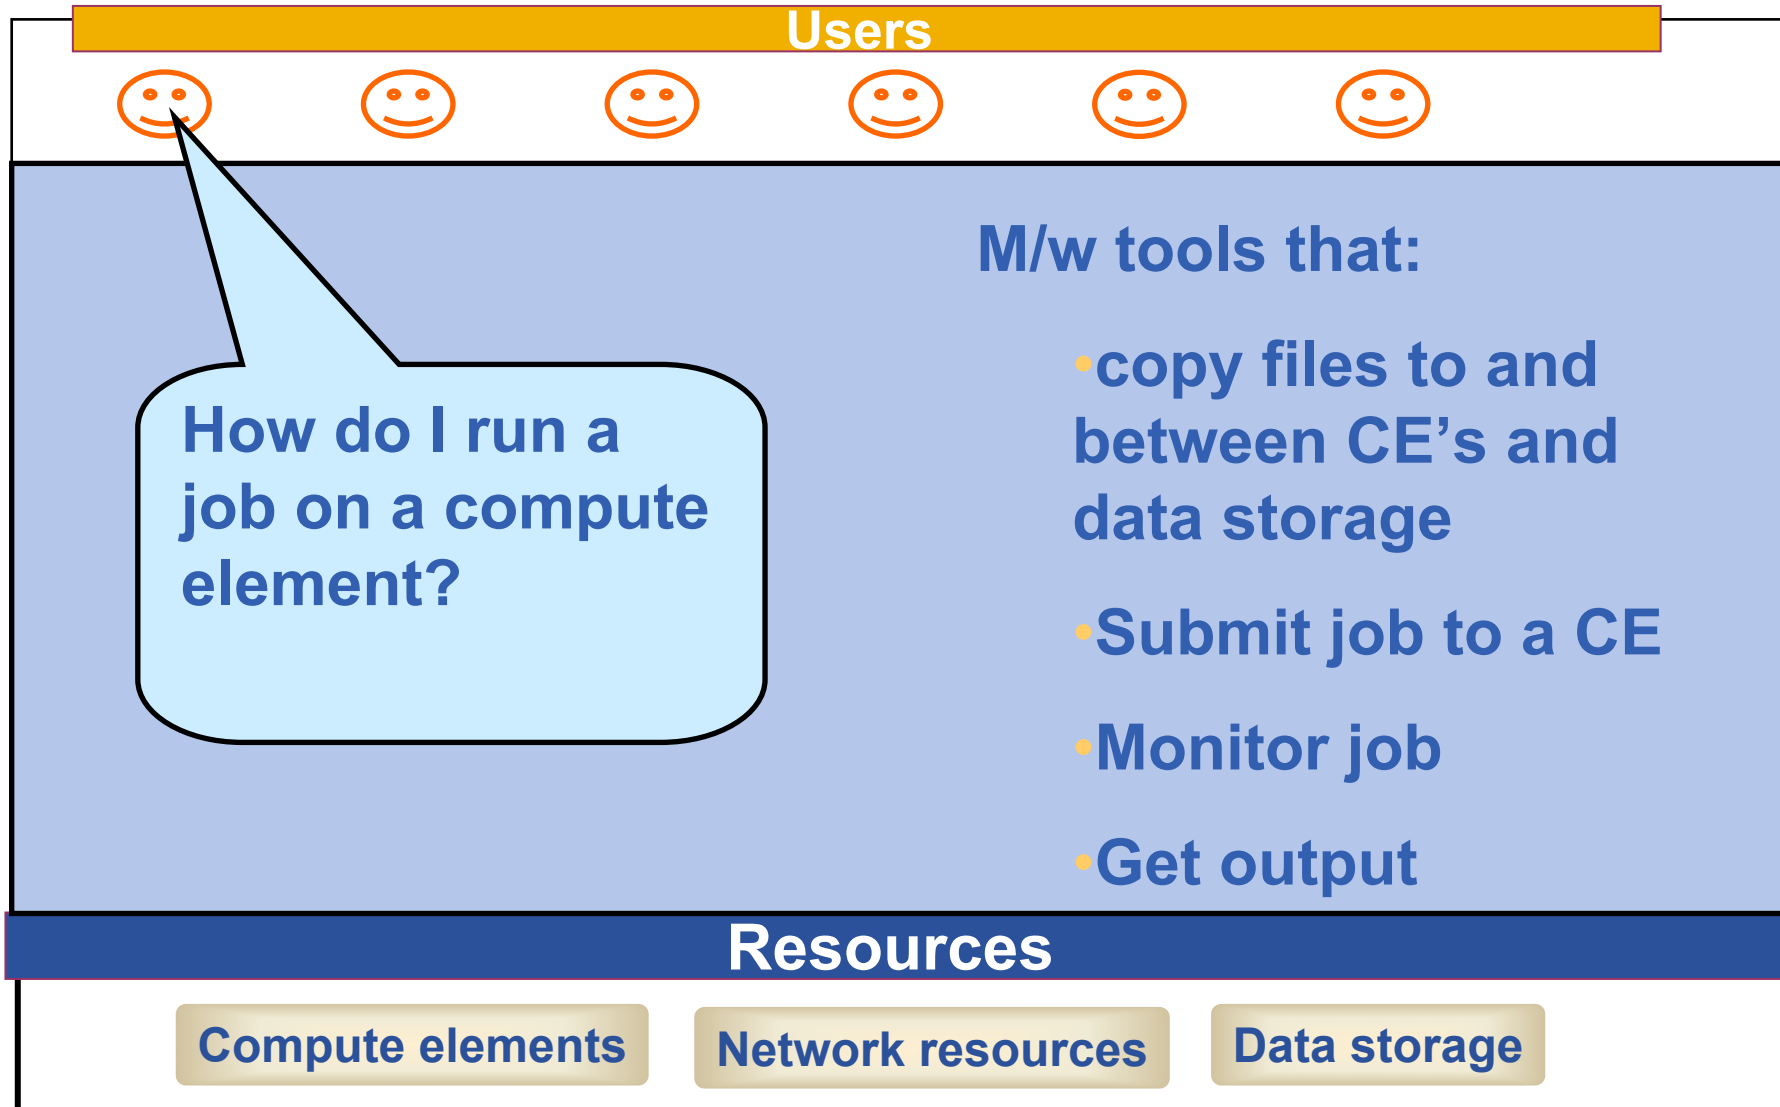 Users
How do I run a
job on a compute
element?
M/w tools that:
•copy files to and
between CE’s and
data storage
•Submit job to a CE
•Monitor job
•Get output
Resources
Compute elements
Network resources
Data storage